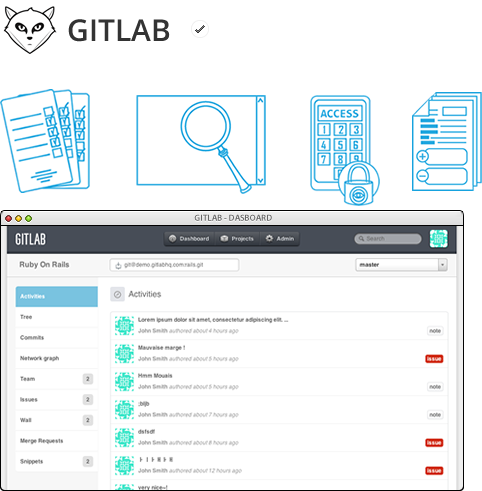 GITLAB
ACCESS
1 2 3
4 5 6
7 8 9
GITLAB - DASBOARD
GITLAB
Dashboard
Projects
Admin
Search
Ruby On Rails
git@demo.gitlabhq.com:rails.git
master
Activities
Tree
Commits
Network graph
Team 2
Issues 2
Wall 2
Merge Requests
Snippets 2
Activities
Lorem ipsum dolor sit amet, consectetur adipiscing elit. ...
John Smith authored about 4 hours ago
note
Mauvaise marge !
John Smith authored about 5 hours ago
issue
Hmm Mouais
John Smith authored about 5 hours ago
note
John Smith authored about 7 hours ago
note
dsfsdf
John Smith authored about 8 hours ago
issue
John Smith authored about 12 hours ago
issue
very nice~!